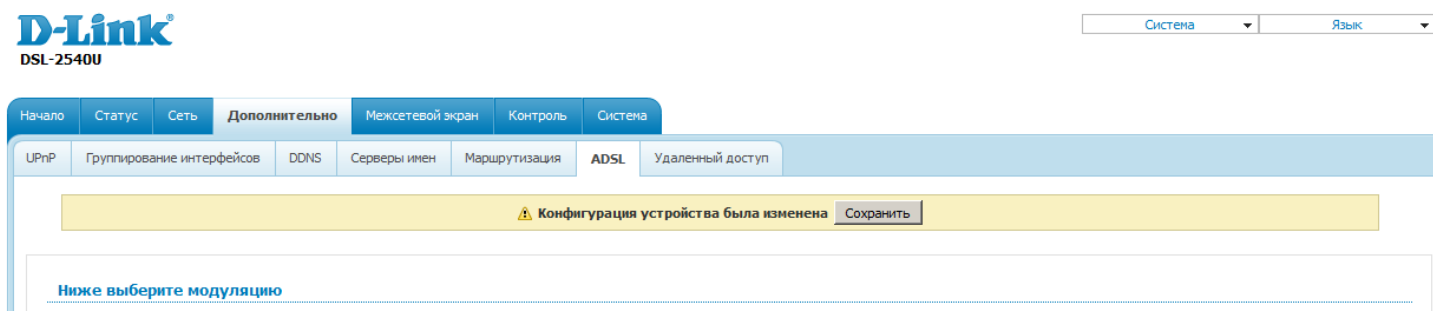 D-Link®
Система Язык
DSL-2540U
Начало Статус Сеть Дополнительно Межсетевой экран Контроль Система
UPnP Группирование интерфейсов DDNS Серверы имен Маршрутизация ADSL Удаленный доступ
Конфигурация устройства была изменена Сохранить
Ниже выберите модуляцию